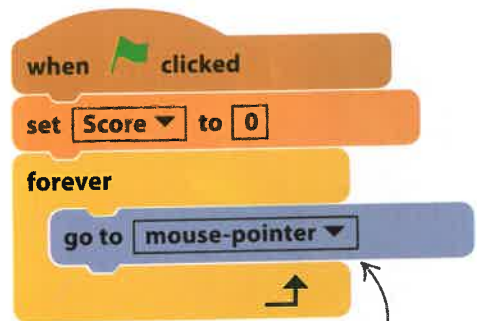 when clicked
set Score to 0
forever
go to mouse-pointer